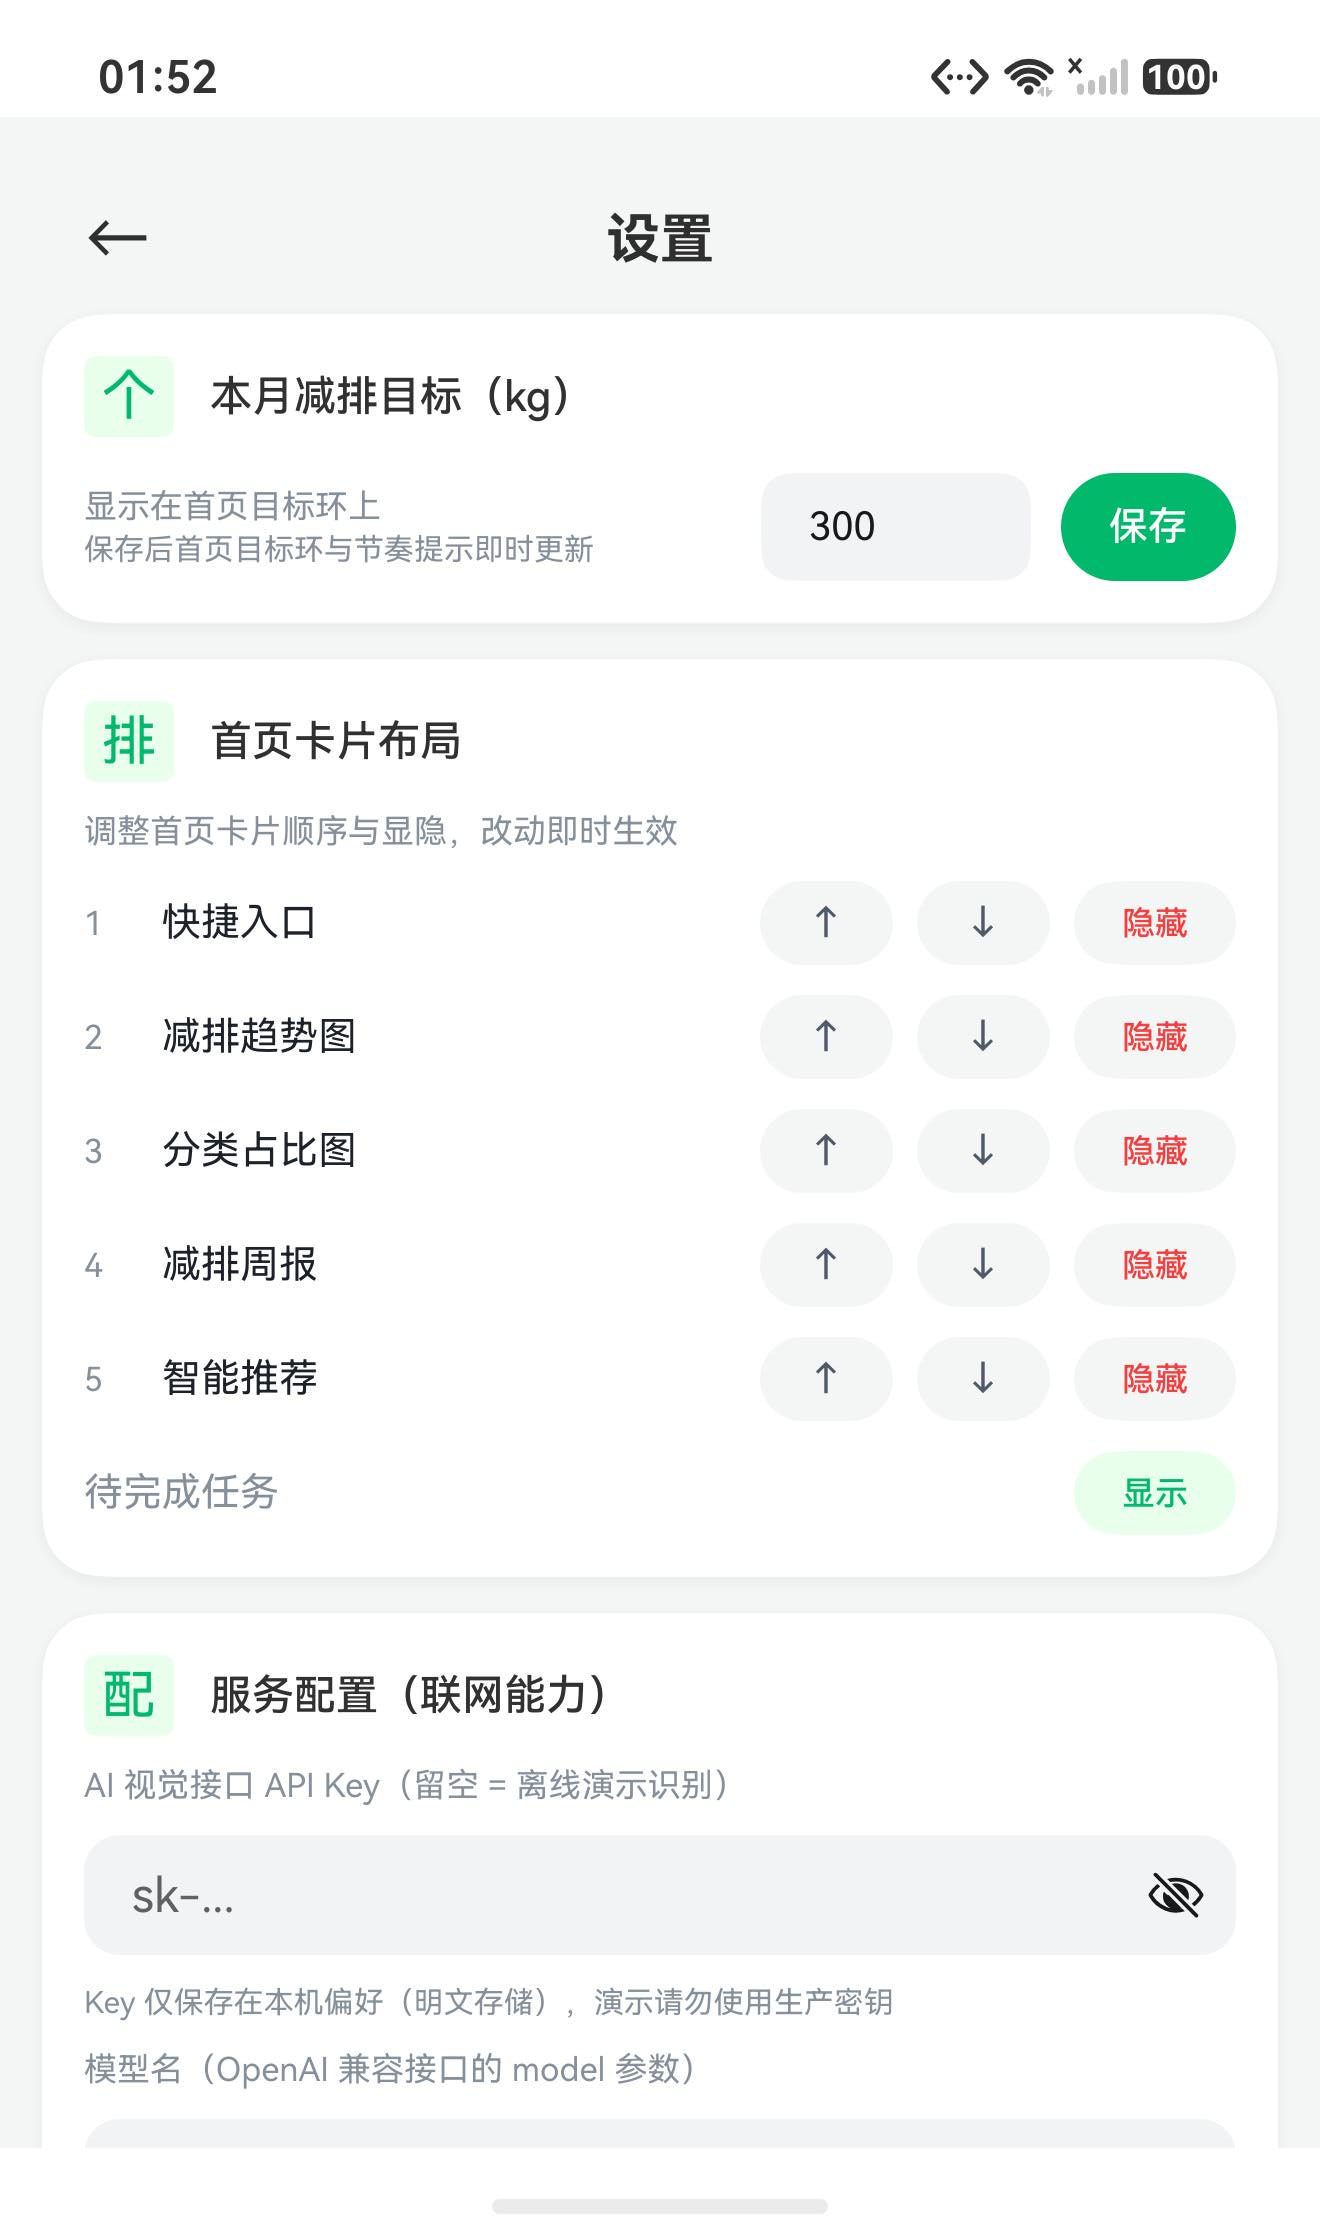 01:52
100
设置
个 本月减排目标（kg）
显示在首页目标环上
保存后首页目标环与节奏提示即时更新
300 保存
排 首页卡片布局
调整首页卡片顺序与显隐，改动即时生效
1 快捷入口 ↑ ↓ 隐藏
2 减排趋势图 ↑ ↓ 隐藏
3 分类占比图 ↑ ↓ 隐藏
4 减排周报 ↑ ↓ 隐藏
5 智能推荐 ↑ ↓ 隐藏
待完成任务 显示
配 服务配置（联网能力）
AI 视觉接口 API Key（留空 = 离线演示识别）
sk-...
Key 仅保存在本机偏好（明文存储），演示请勿使用生产密钥
模型名（OpenAI 兼容接口的 model 参数）